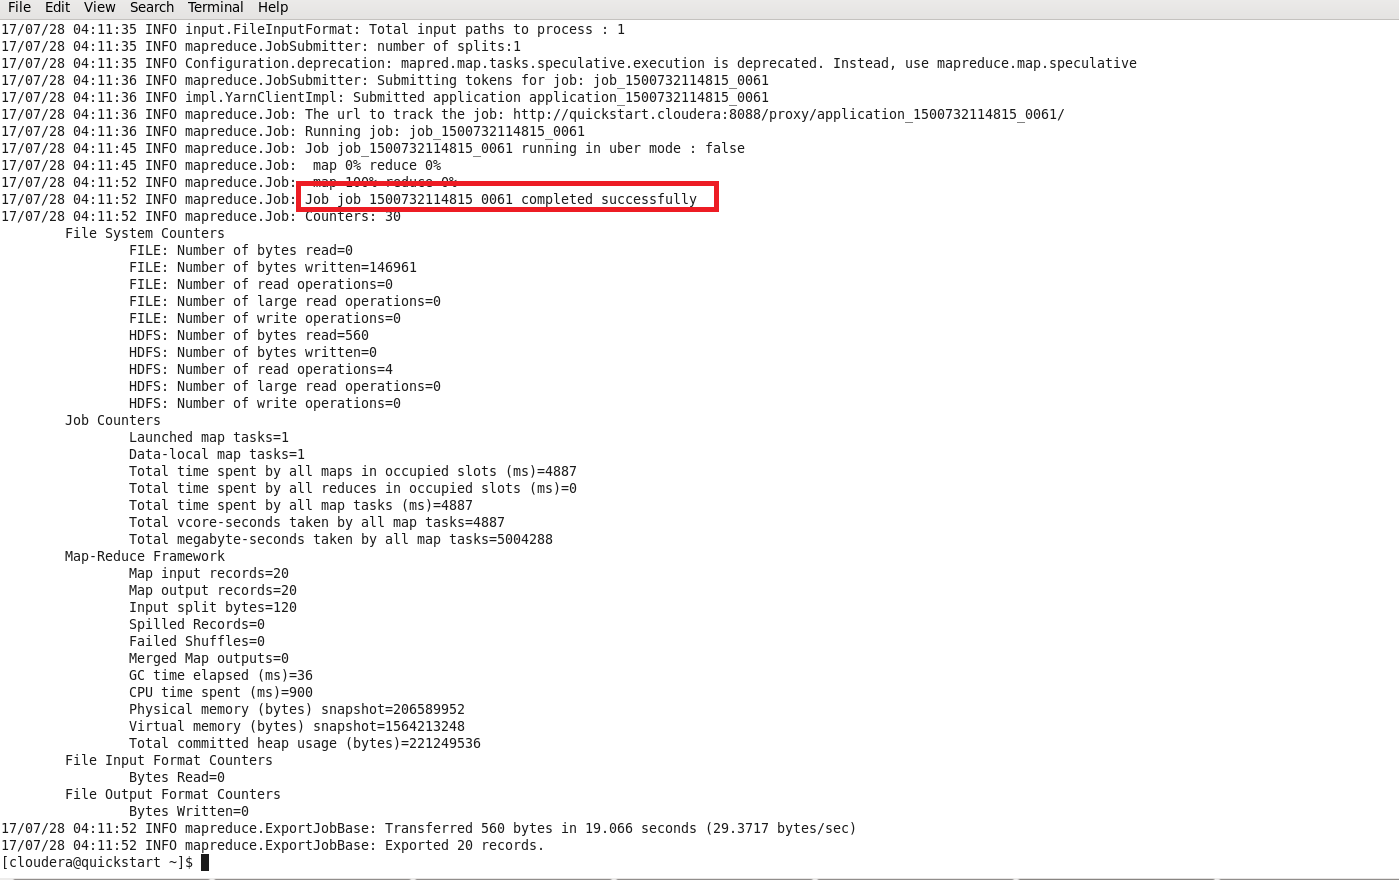 File Edit View Search Terminal Help
17/07/28 04:11:35 INFO input.FileInputFormat: Total input paths to process : 1
17/07/28 04:11:35 INFO mapreduce.JobSubmitter: number of splits:1
17/07/28 04:11:35 INFO Configuration.deprecation: mapred.map.tasks.speculative.execution is deprecated. Instead, use mapreduce.map.speculative
17/07/28 04:11:36 INFO mapreduce.JobSubmitter: Submitting tokens for job: job_1500732114815_0061
17/07/28 04:11:36 INFO impl.YarnClientImpl: Submitted application application_1500732114815_0061
17/07/28 04:11:36 INFO mapreduce.Job: The url to track the job: http://quickstart.cloudera:8088/proxy/application_1500732114815_0061/
17/07/28 04:11:36 INFO mapreduce.Job: Running job: job_1500732114815_0061
17/07/28 04:11:45 INFO mapreduce.Job: Job job_1500732114815_0061 running in uber mode : false
17/07/28 04:11:45 INFO mapreduce.Job:  map 0% reduce 0%
17/07/28 04:11:52 INFO mapreduce.Job:  map 100% reduce 0%
17/07/28 04:11:52 INFO mapreduce.Job: Job job_1500732114815_0061 completed successfully
17/07/28 04:11:52 INFO mapreduce.Job: Counters: 30
File System Counters
FILE: Number of bytes read=0
FILE: Number of bytes written=146961
FILE: Number of read operations=0
FILE: Number of large read operations=0
FILE: Number of write operations=0
HDFS: Number of bytes read=560
HDFS: Number of bytes written=0
HDFS: Number of read operations=4
HDFS: Number of large read operations=0
HDFS: Number of write operations=0
Job Counters
Launched map tasks=1
Data-local map tasks=1
Total time spent by all maps in occupied slots (ms)=4887
Total time spent by all reduces in occupied slots (ms)=0
Total time spent by all map tasks (ms)=4887
Total vcore-seconds taken by all map tasks=4887
Total megabyte-seconds taken by all map tasks=5004288
Map-Reduce Framework
Map input records=20
Map output records=20
Input split bytes=120
Spilled Records=0
Failed Shuffles=0
Merged Map outputs=0
GC time elapsed (ms)=36
CPU time spent (ms)=900
Physical memory (bytes) snapshot=206589952
Virtual memory (bytes) snapshot=1564213248
Total committed heap usage (bytes)=221249536
File Input Format Counters
Bytes Read=0
File Output Format Counters
Bytes Written=0
17/07/28 04:11:52 INFO mapreduce.ExportJobBase: Transferred 560 bytes in 19.066 seconds (29.3717 bytes/sec)
17/07/28 04:11:52 INFO mapreduce.ExportJobBase: Exported 20 records.
[cloudera@quickstart ~]$